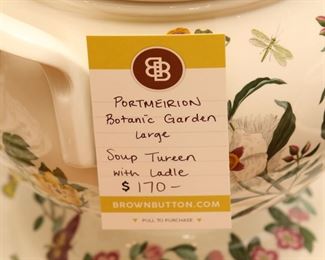 BB
PORTMEIRION
Botanic Garden
large
Soup Tureen
with Ladle
$170-
BROWNBUTTON.COM
PULL TO PURCHASE